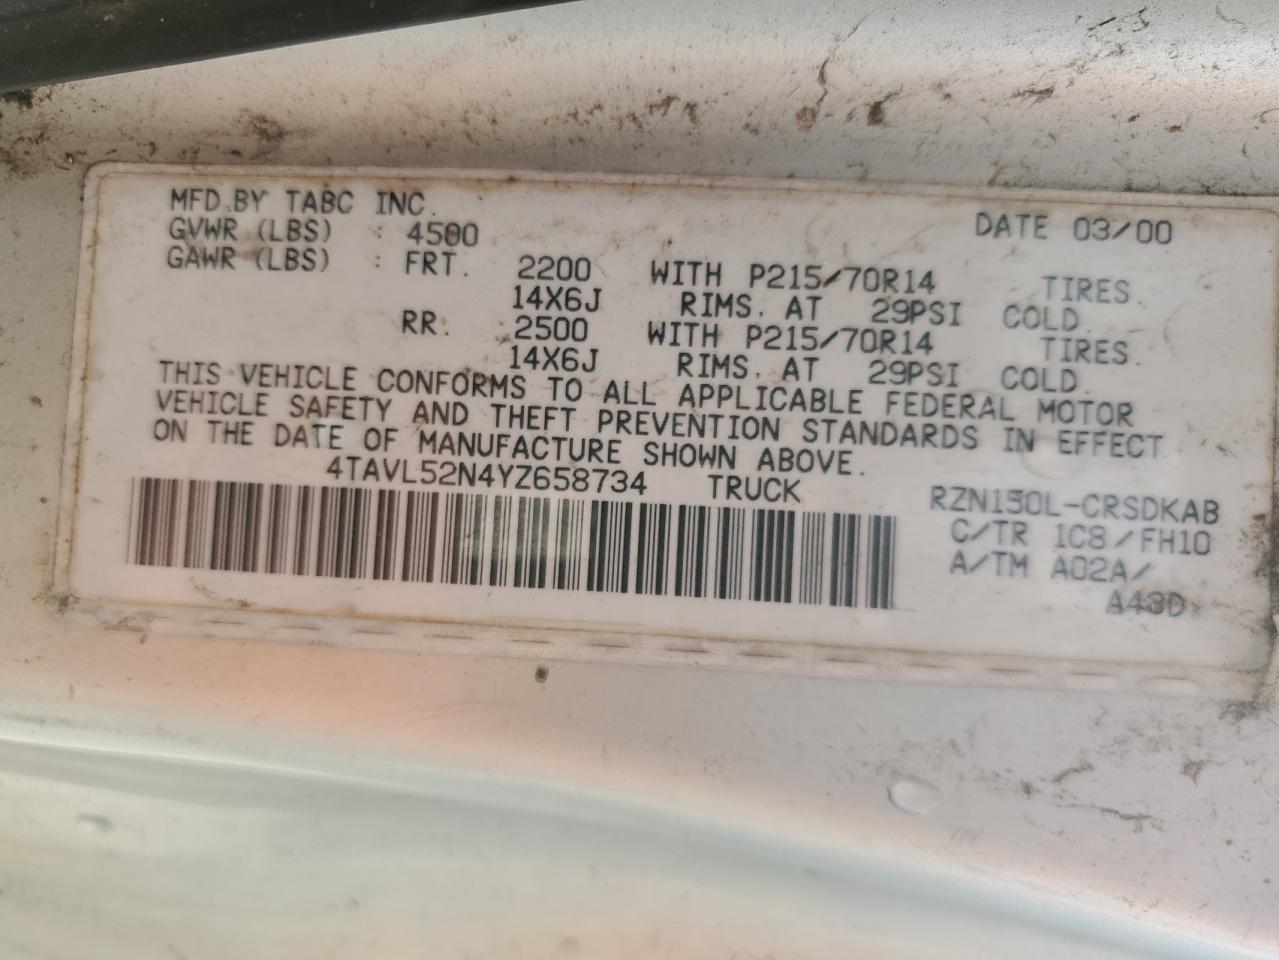 MFD.BY TABC INC.
DATE 03/00
GVWR (LBS) : 4500
GAWR (LBS) : FRT. 2200 WITH P215/70R14 TIRES.
14X6J RIMS. AT 29PSI COLD.
RR. 2500 WITH P215/70R14 TIRES.
14X6J RIMS. AT 29PSI COLD.
THIS VEHICLE CONFORMS TO ALL APPLICABLE FEDERAL MOTOR
VEHICLE SAFETY AND THEFT PREVENTION STANDARDS IN EFFECT
ON THE DATE OF MANUFACTURE SHOWN ABOVE.
4TAVL52N4YZ658734 TRUCK
RZN150L-CRSDKAB
C/TR 1C8/FH10
A/TM A02A/
A43D